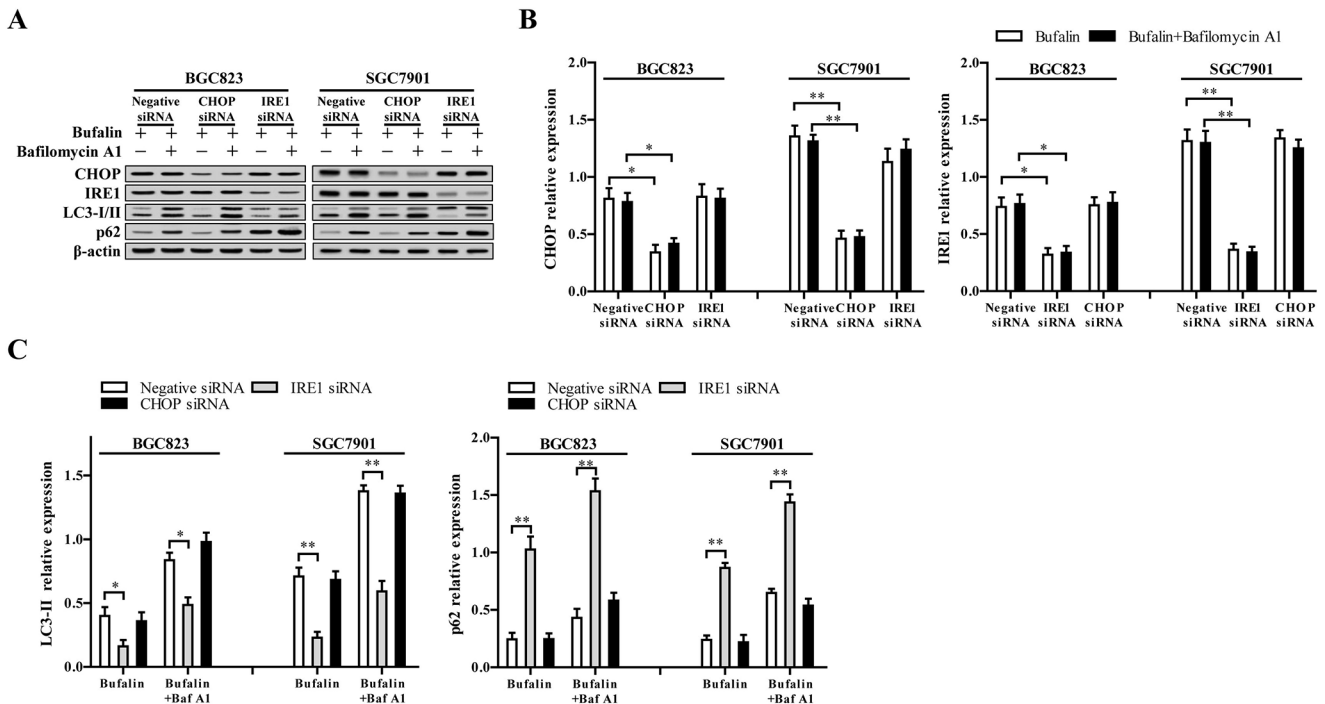 A
BGC823 SGC7901
Negative siRNA CHOP siRNA IRE1 siRNA Negative siRNA CHOP siRNA IRE1 siRNA
Bufalin + + + + + + + + + + + +
Bafilomycin A1 − + − + − + − + − + − +
CHOP
IRE1
LC3-I/II
p62
β-actin
B
Bufalin Bufalin+Bafilomycin A1
CHOP relative expression
2.0
1.5
1.0
0.5
0.0
BGC823 SGC7901
* * ** **
Negative siRNA CHOP siRNA IRE1 siRNA Negative siRNA CHOP siRNA IRE1 siRNA
IRE1 relative expression
2.0
1.5
1.0
0.5
0.0
BGC823 SGC7901
* * ** **
Negative siRNA IRE1 siRNA CHOP siRNA Negative siRNA IRE1 siRNA CHOP siRNA
C
Negative siRNA IRE1 siRNA
CHOP siRNA
LC3-II relative expression
1.5
1.0
0.5
0.0
BGC823 SGC7901
* * ** **
Bufalin Bufalin +Baf A1 Bufalin Bufalin +Baf A1
Negative siRNA IRE1 siRNA
CHOP siRNA
p62 relative expression
2.0
1.5
1.0
0.5
0.0
BGC823 SGC7901
** ** ** **
Bufalin Bufalin +Baf A1 Bufalin Bufalin +Baf A1